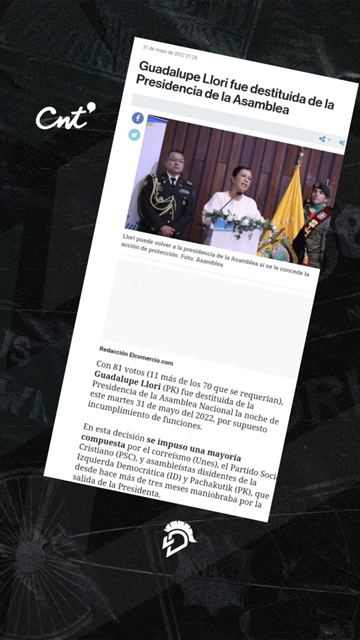 31 de mayo de 2022 21:26
Guadalupe Llori fue destituida de la
Presidencia de la Asamblea
Cnt
Llori puede volver a la presidencia de la Asamblea si se le concede la
acción de protección. Foto: Asamblea
Redacción Elcomercio.com
Con 81 votos (11 más de los 70 que se requerían),
Guadalupe Llori (PK) fue destituida de la
Presidencia de la Asamblea Nacional la noche de
este martes 31 de mayo del 2022, por supuesto
incumplimiento de funciones.
En esta decisión se impuso una mayoría
compuesta por el correísmo (Unes), el Partido Soci
Cristiano (PSC), y asambleístas disidentes de la
Izquierda Democrática (ID) y Pachakutik (PK), que
desde hace más de tres meses maniobraba por la
salida de la Presidenta.